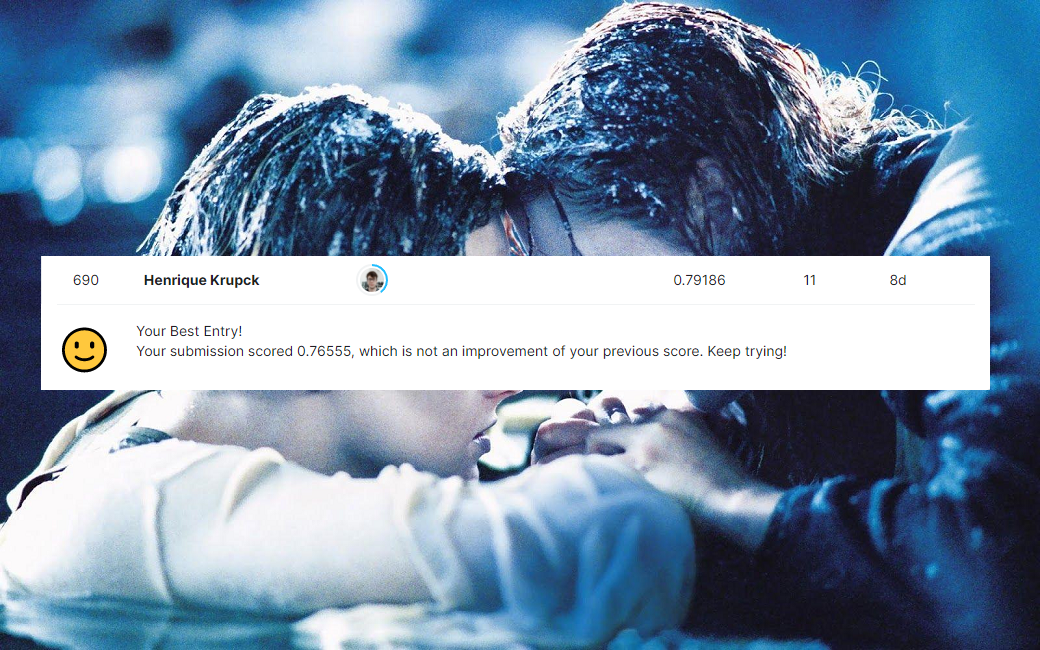 690 Henrique Krupck 0.79186 11 8d
Your Best Entry!
Your submission scored 0.76555, which is not an improvement of your previous score. Keep trying!